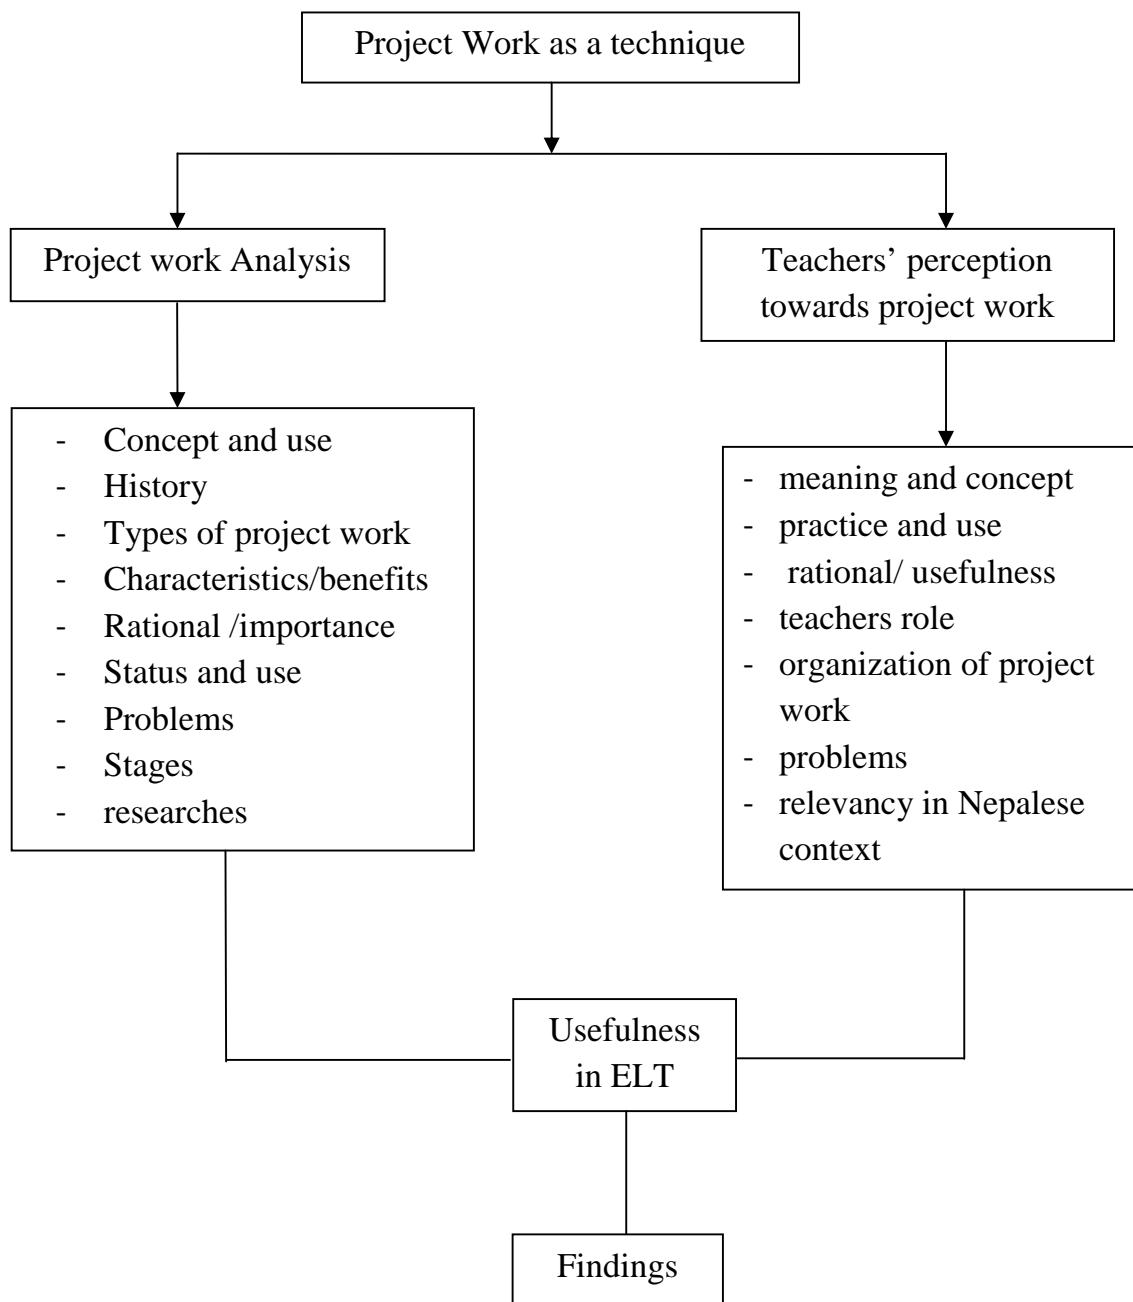 Project Work as a technique
Project work Analysis
Teachers’ perception
towards project work
- Concept and use
- History
- Types of project work
- Characteristics/benefits
- Rational /importance
- Status and use
- Problems
- Stages
- researches
- meaning and concept
- practice and use
- rational/ usefulness
- teachers role
- organization of project
work
- problems
- relevancy in Nepalese
context
Usefulness
in ELT
Findings